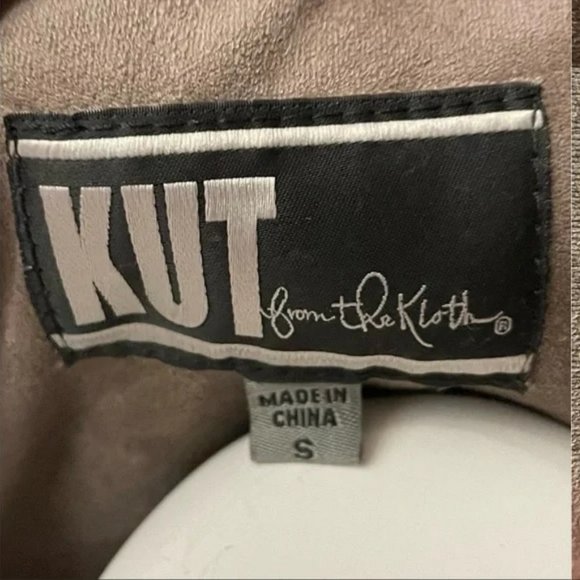 KUT from the Kloth ®
MADE IN
CHINA
S